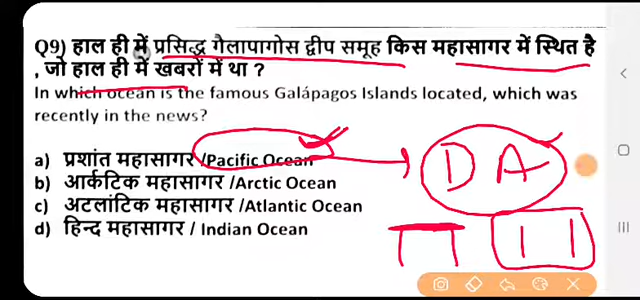 Q9) हाल ही में प्रसिद्ध गैलापागोस द्वीप समूह किस महासागर में स्थित है
, जो हाल ही में खबरों में था ?
In which ocean is the famous Galápagos Islands located, which was
recently in the news?
a) प्रशांत महासागर /Pacific Ocean
b) आर्कटिक महासागर /Arctic Ocean
c) अटलांटिक महासागर /Atlantic Ocean
d) हिन्द महासागर / Indian Ocean
D A